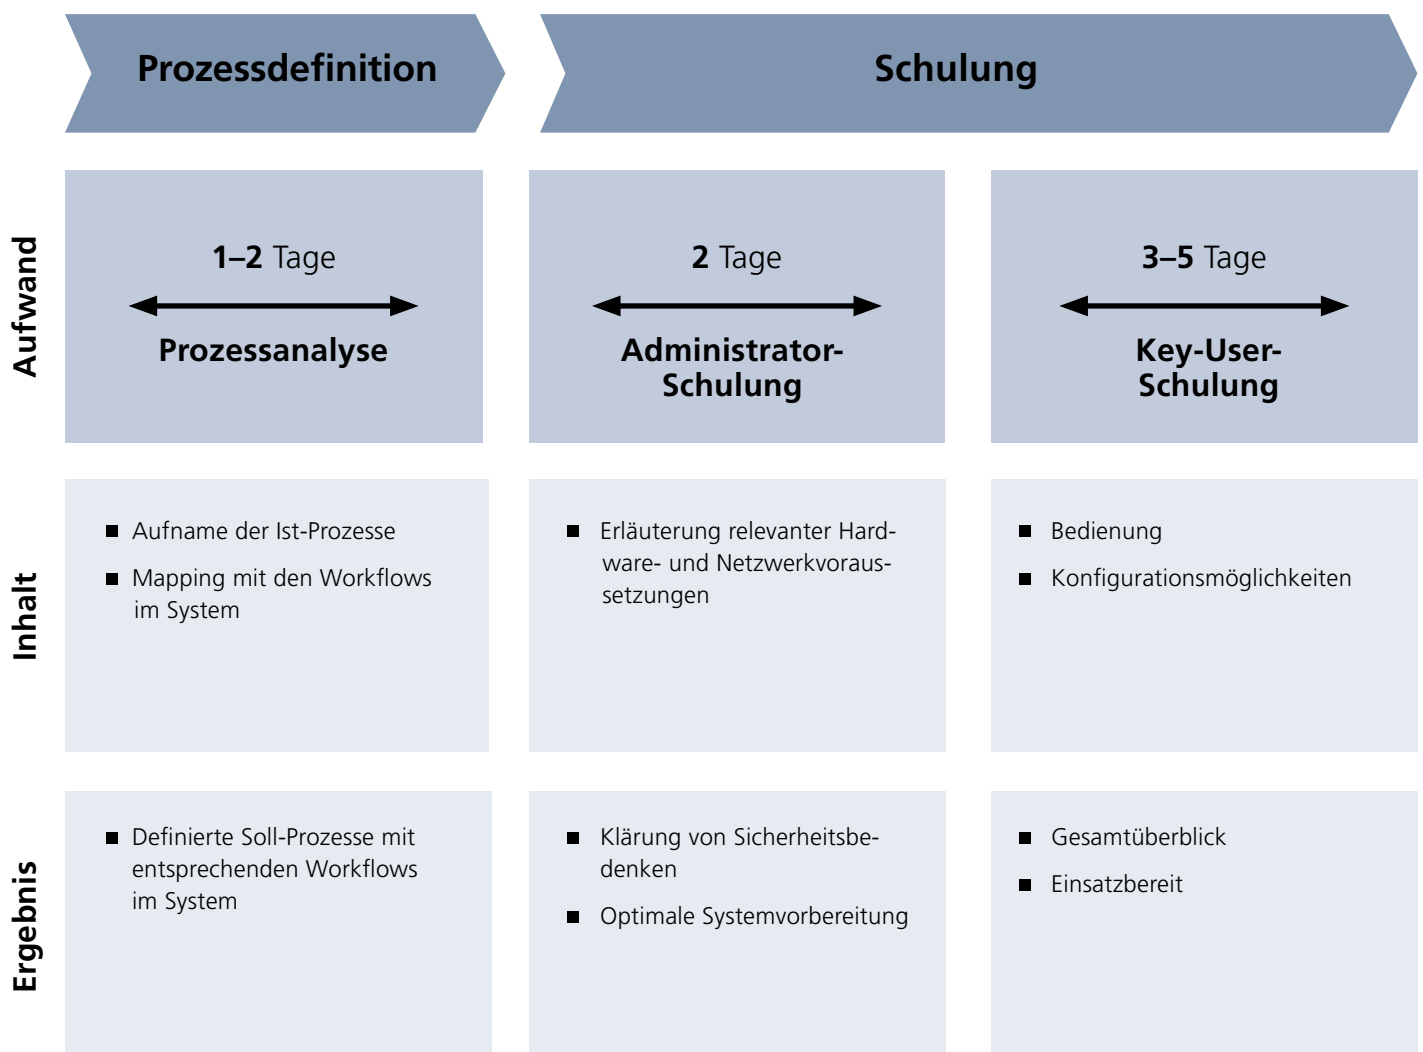 Prozessdefinition
Schulung
Aufwand
1–2 Tage
Prozessanalyse
2 Tage
Administrator-
Schulung
3–5 Tage
Key-User-
Schulung
Inhalt
Aufname der Ist-Prozesse
Mapping mit den Workflows
im System
Erläuterung relevanter Hard-
ware- und Netzwerkvoraus-
setzungen
Bedienung
Konfigurationsmöglichkeiten
Ergebnis
Definierte Soll-Prozesse mit
entsprechenden Workflows
im System
Klärung von Sicherheitsbe-
denken
Optimale Systemvorbereitung
Gesamtüberblick
Einsatzbereit